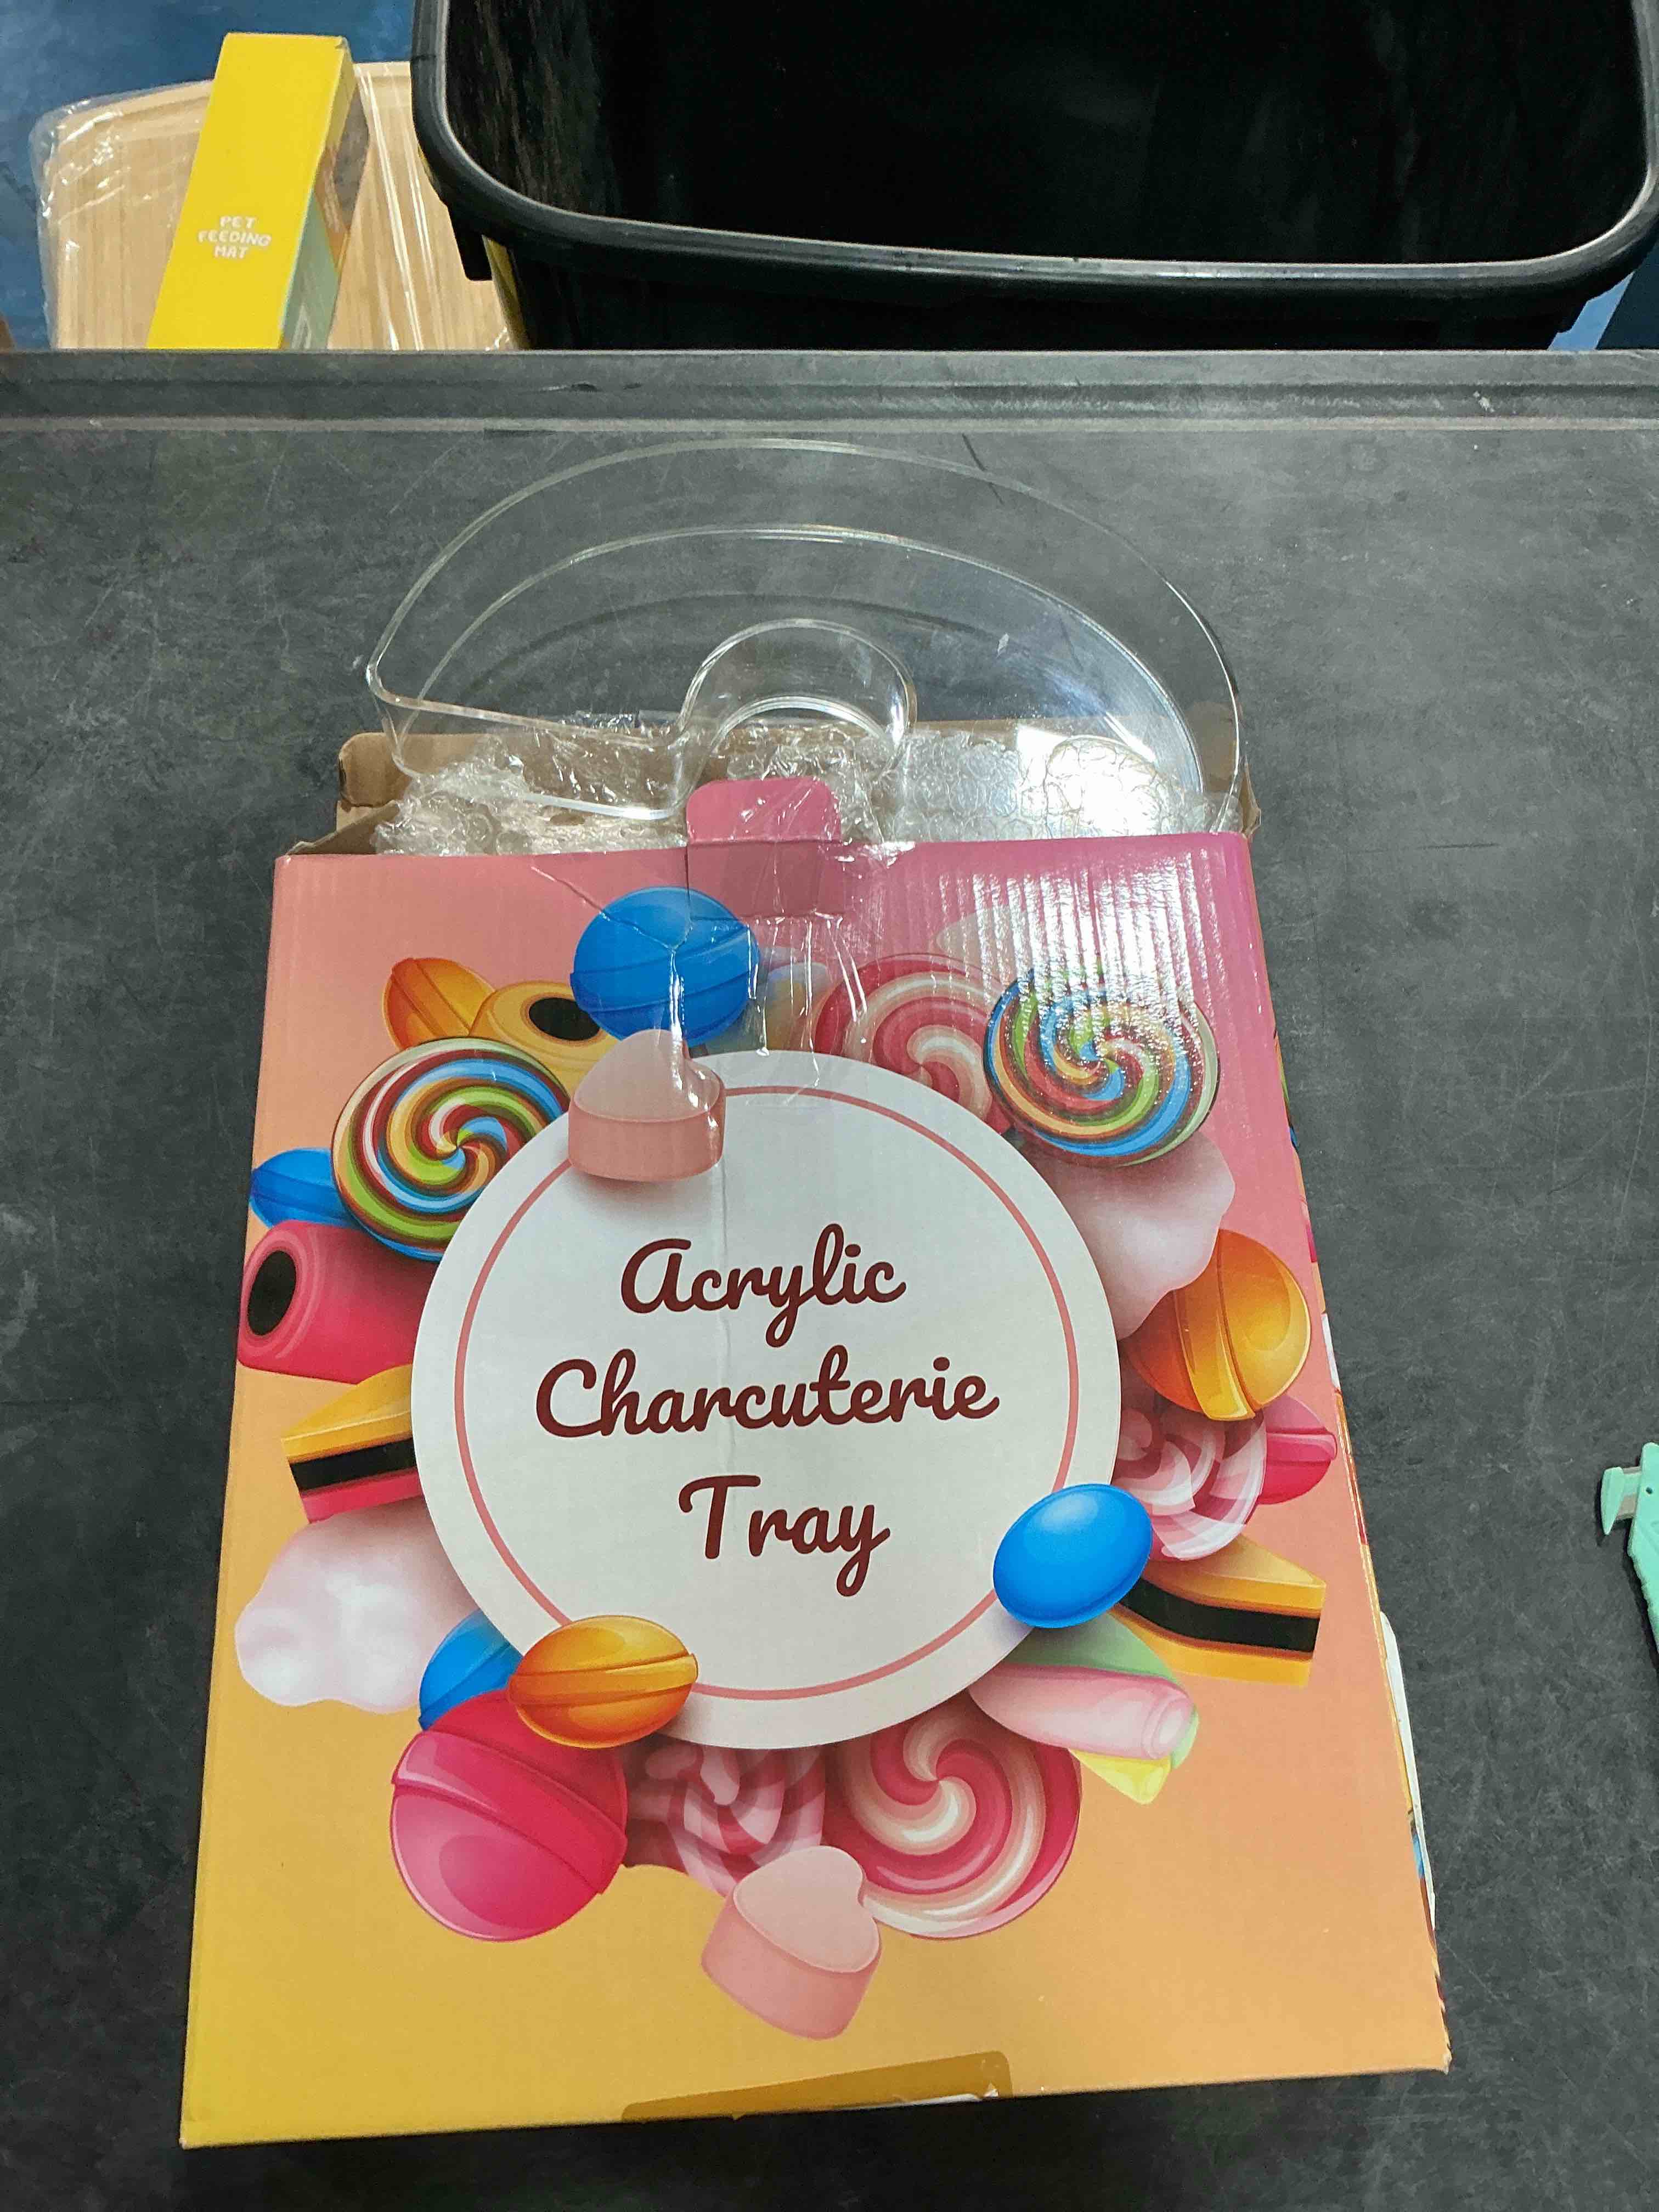 PET
FEEDING
MAT
Acrylic
Charcuterie
Tray